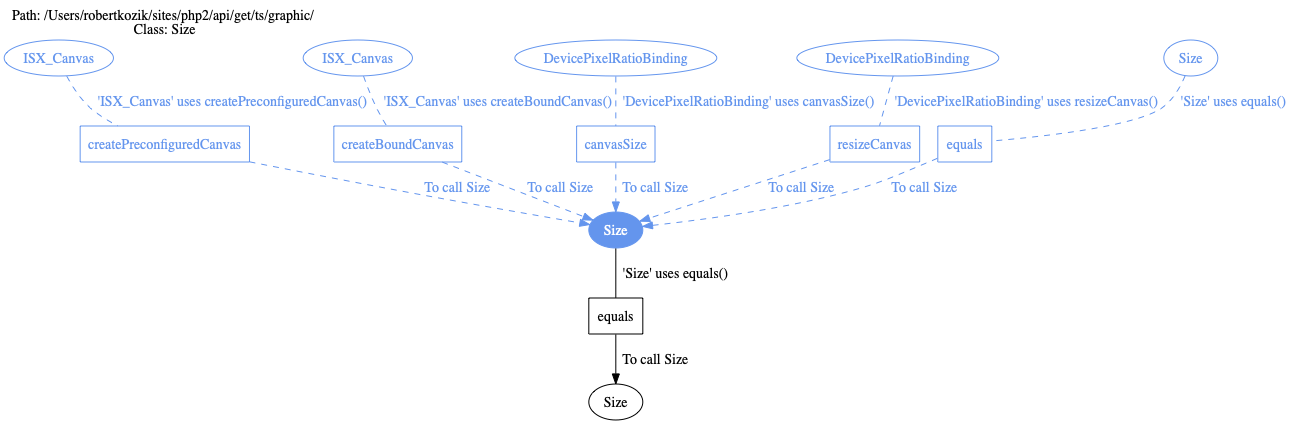 Path: /Users/robertkozik/sites/php2/api/get/ts/graphic/
Class: Size
ISX_Canvas
ISX_Canvas
DevicePixelRatioBinding
DevicePixelRatioBinding
Size
'ISX_Canvas' uses createPreconfiguredCanvas()
'ISX_Canvas' uses createBoundCanvas()
'DevicePixelRatioBinding' uses canvasSize()
'DevicePixelRatioBinding' uses resizeCanvas()
'Size' uses equals()
createPreconfiguredCanvas
createBoundCanvas
canvasSize
resizeCanvas
equals
To call Size
To call Size
To call Size
To call Size
To call Size
Size
'Size' uses equals()
equals
To call Size
Size